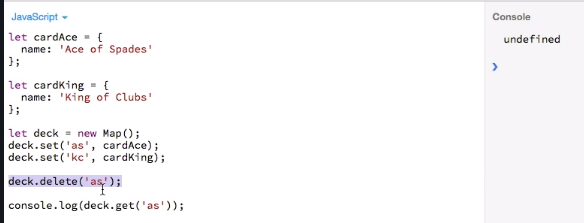 JavaScript
Console
let cardAce = {
  name: 'Ace of Spades'
};
let cardKing = {
  name: 'King of Clubs'
};
let deck = new Map();
deck.set('as', cardAce);
deck.set('kc', cardKing);
deck.delete('as');
console.log(deck.get('as'));
undefined